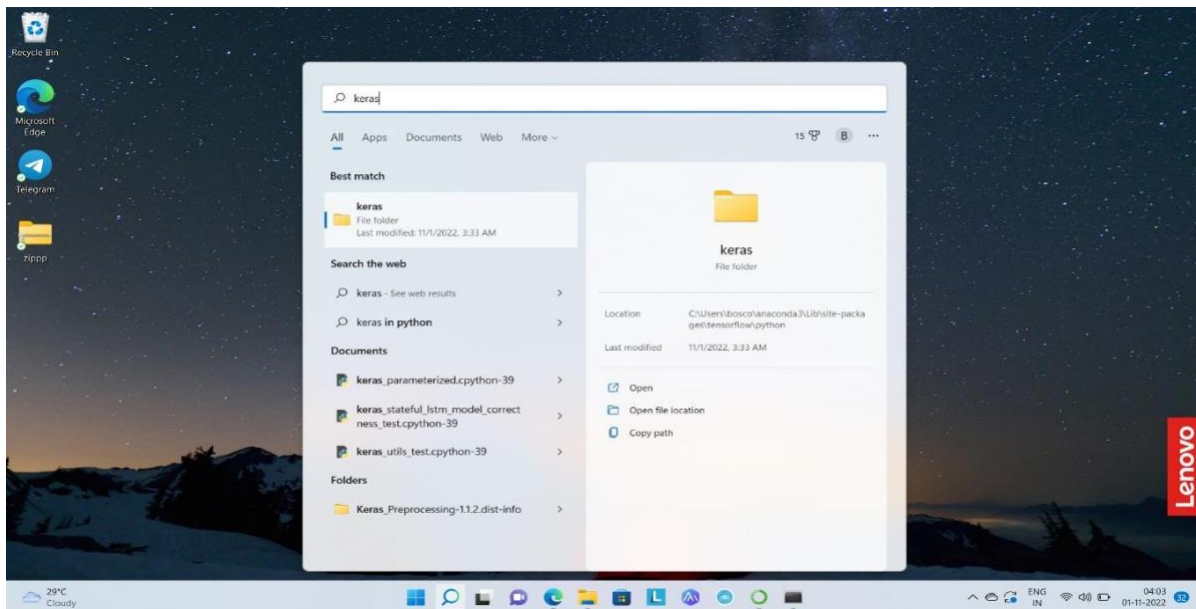 Recycle Bin
Microsoft
Edge
Telegram
zippp
keras
All Apps Documents Web More
15 B ...
Best match
keras
File folder
Last modified: 11/1/2022, 3:33 AM
Search the web
keras - See web results
keras in python
Documents
keras_parameterized.cpython-39
keras_stateful_lstm_model_correct
ness_test.cpython-39
keras_utils_test.cpython-39
Folders
Keras_Preprocessing-1.1.2.dist-info
keras
File folder
Location C:\Users\bosco\anaconda3\Lib\site-packa
ges\tensorflow\python
Last modified 11/1/2022, 3:33 AM
Open
Open file location
Copy path
Lenovo
29°C
Cloudy
L
ENG
IN
04:03
01-11-2022
32